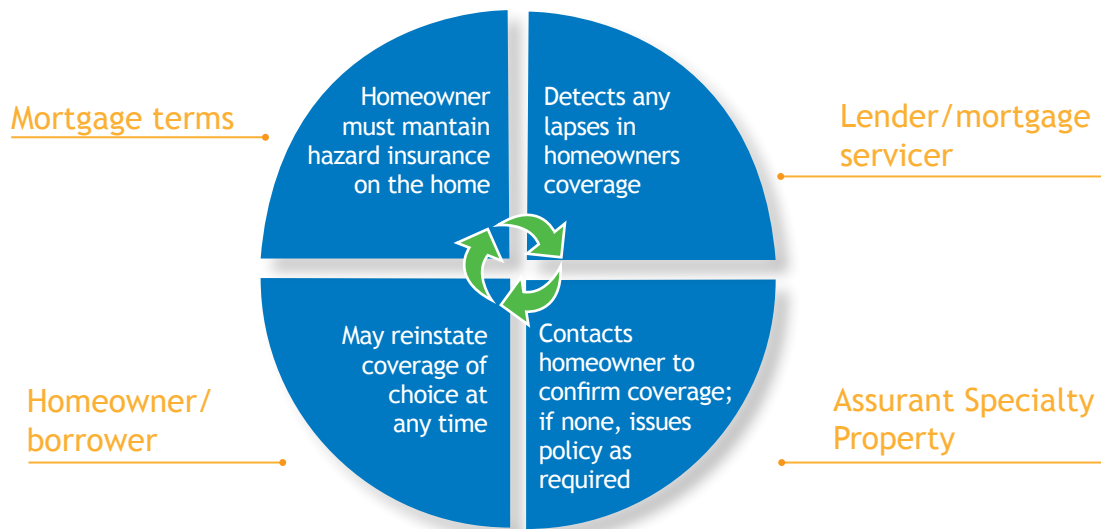 Mortgage terms
Homeowner
must mantain
hazard insurance
on the home
Detects any
lapses in
homeowners
coverage
Lender/mortgage
servicer
Homeowner/
borrower
May reinstate
coverage of
choice at
any time
Contacts
homeowner to
confirm coverage;
if none, issues
policy as
required
Assurant Specialty
Property